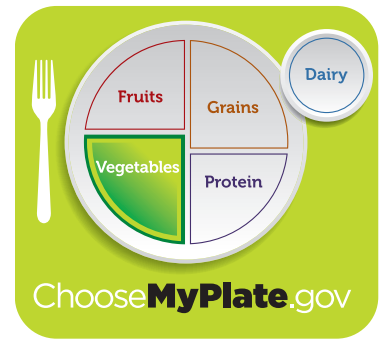 Fruits
Grains
Dairy
Vegetables
Protein
ChooseMyPlate.gov